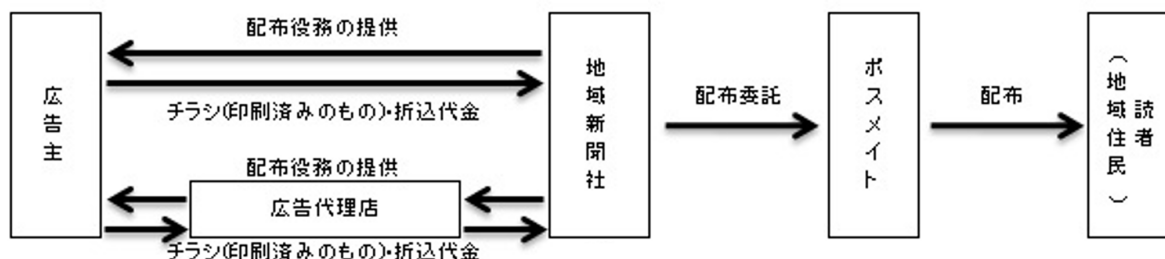 配布役務の提供
チラシ(印刷済みのもの)・折込代金
広告主
配布役務の提供
広告代理店
チラシ(印刷済みのもの)・折込代金
地域新聞社
配布委託
ポスメイト
配布
読者
(地域住民)